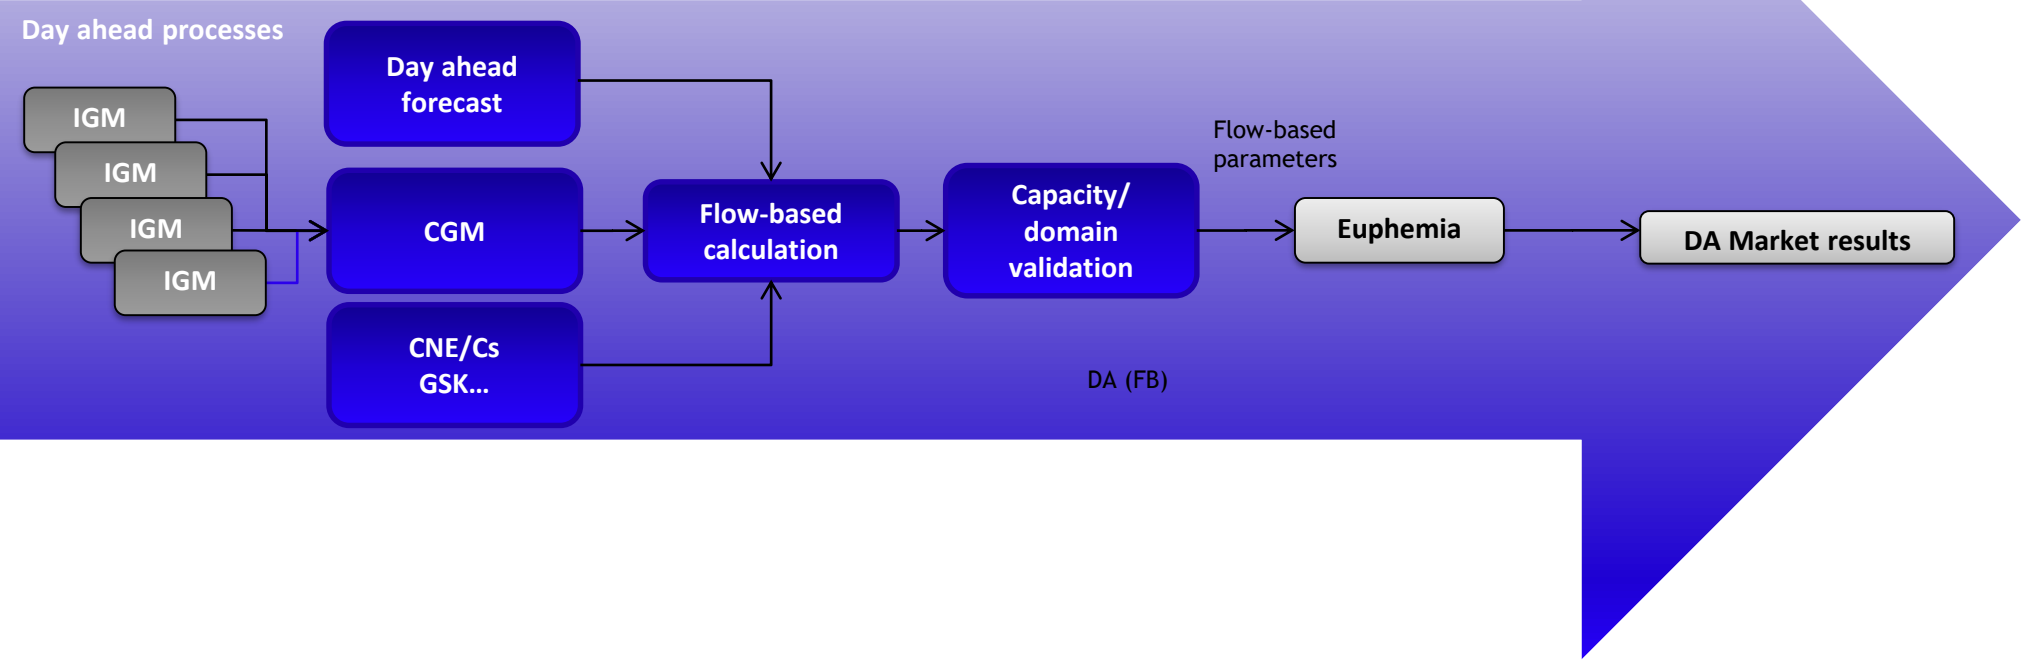 Day ahead processes
IGM
IGM
IGM
IGM
Day ahead
forecast
CGM
CNE/Cs
GSK...
Flow-based
calculation
Capacity/
domain
validation
Flow-based
parameters
Euphemia
DA Market results
DA (FB)